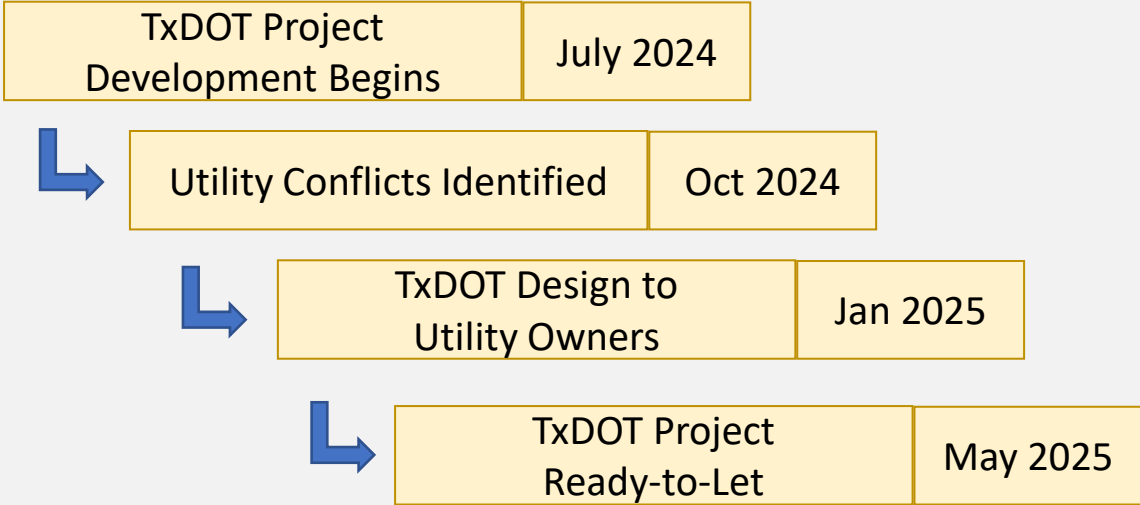 TxDOT Project
Development Begins
July 2024
Utility Conflicts Identified
Oct 2024
TxDOT Design to
Utility Owners
Jan 2025
TxDOT Project
Ready-to-Let
May 2025